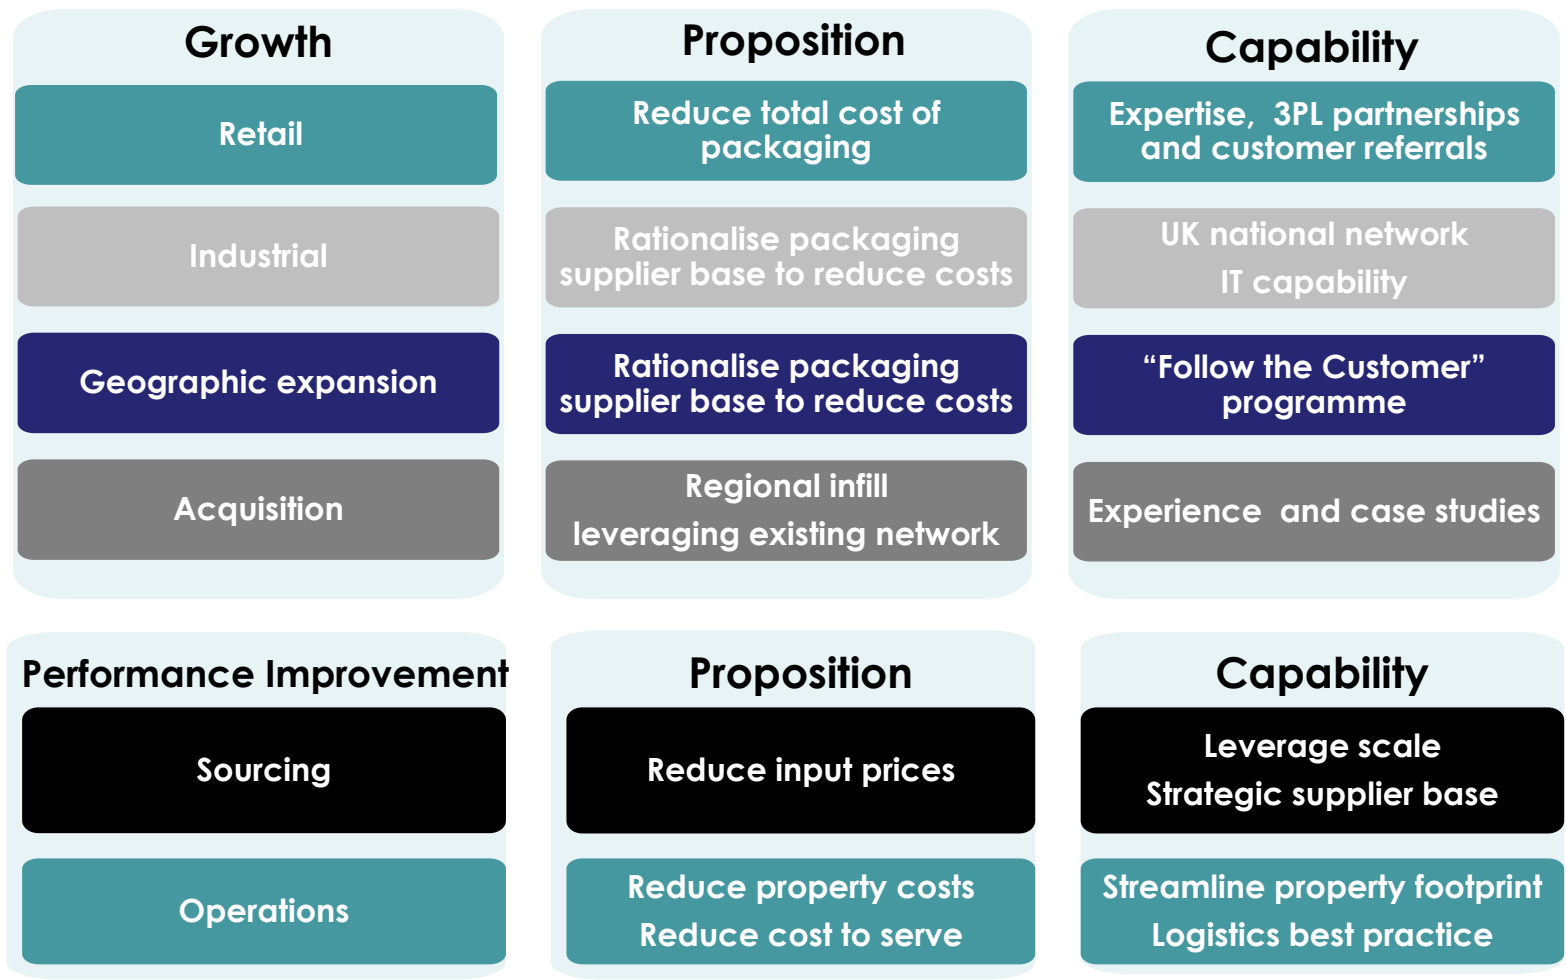 Growth
Proposition
Capability
Retail
Reduce total cost of
packaging
Expertise,  3PL partnerships
and customer referrals
Industrial
Rationalise packaging
supplier base to reduce costs
UK national network
IT capability
Geographic expansion
Rationalise packaging
supplier base to reduce costs
“Follow the Customer”
programme
Acquisition
Regional infill
leveraging existing network
Experience  and case studies
Performance Improvement
Proposition
Capability
Sourcing
Reduce input prices
Leverage scale
Strategic supplier base
Operations
Reduce property costs
Reduce cost to serve
Streamline property footprint
Logistics best practice